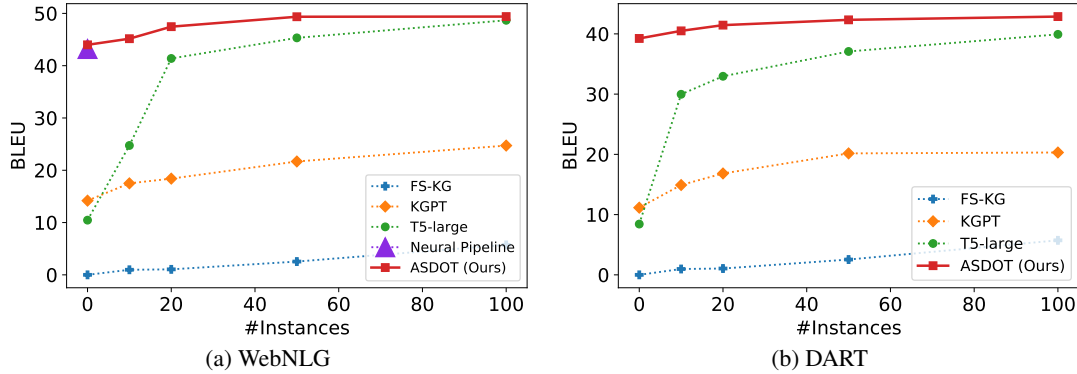 50
40
30
20
10
0
BLEU
0
20
40
60
80
100
#Instances
FS-KG
KGPT
T5-large
Neural Pipeline
ASDOT (Ours)
(a) WebNLG
40
30
20
10
0
BLEU
0
20
40
60
80
100
#Instances
FS-KG
KGPT
T5-large
ASDOT (Ours)
(b) DART